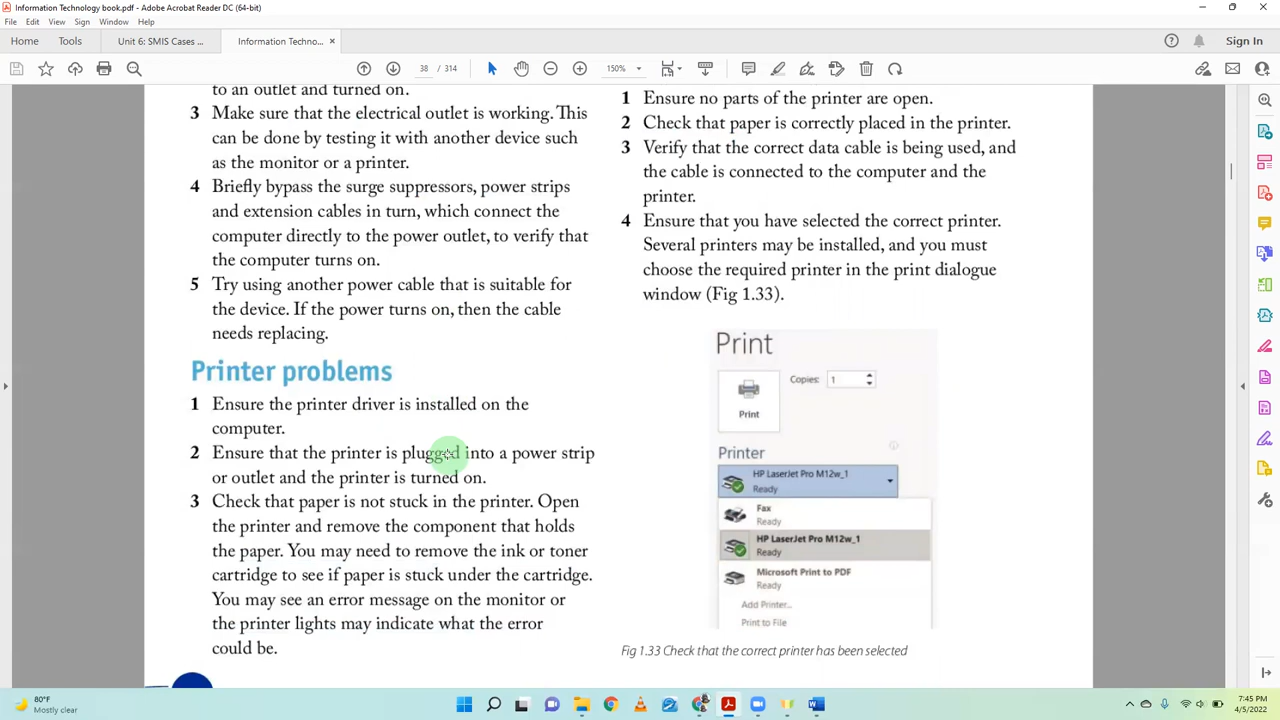 Information Technology book.pdf - Adobe Acrobat Reader DC (64-bit)
File Edit View Sign Window Help
Home Tools Unit 6: SMIS Cases ... Information Techno... × Sign In
38 / 314 150%
to an outlet and turned on.
3 Make sure that the electrical outlet is working. This
can be done by testing it with another device such
as the monitor or a printer.
4 Briefly bypass the surge suppressors, power strips
and extension cables in turn, which connect the
computer directly to the power outlet, to verify that
the computer turns on.
5 Try using another power cable that is suitable for
the device. If the power turns on, then the cable
needs replacing.
Printer problems
1 Ensure the printer driver is installed on the
computer.
2 Ensure that the printer is plugged into a power strip
or outlet and the printer is turned on.
3 Check that paper is not stuck in the printer. Open
the printer and remove the component that holds
the paper. You may need to remove the ink or toner
cartridge to see if paper is stuck under the cartridge.
You may see an error message on the monitor or
the printer lights may indicate what the error
could be.
1 Ensure no parts of the printer are open.
2 Check that paper is correctly placed in the printer.
3 Verify that the correct data cable is being used, and
the cable is connected to the computer and the
printer.
4 Ensure that you have selected the correct printer.
Several printers may be installed, and you must
choose the required printer in the print dialogue
window (Fig 1.33).
Print
Copies: 1
Print
Printer
HP LaserJet Pro M12w_1
Ready
Fax
Ready
HP LaserJet Pro M12w_1
Ready
Microsoft Print to PDF
Ready
Add Printer...
Print to File
Fig 1.33 Check that the correct printer has been selected
80°F
Mostly clear
7:45 PM
4/5/2022